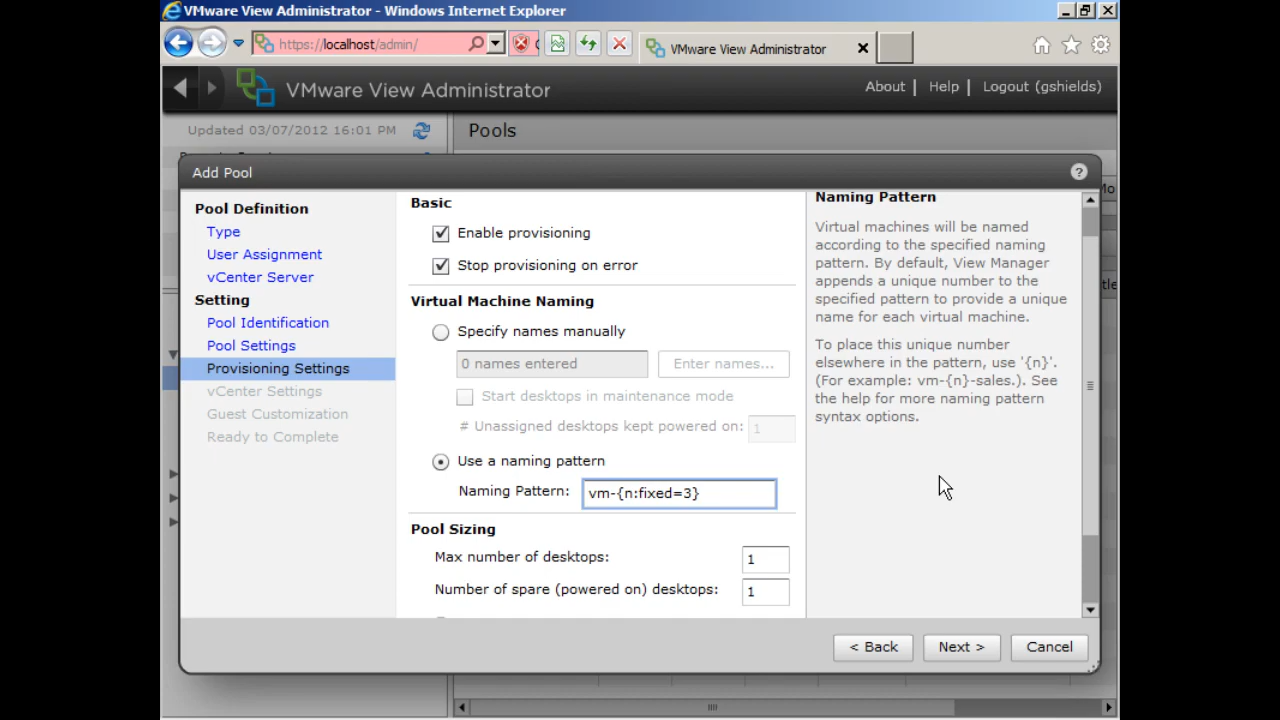 VMware View Administrator - Windows Internet Explorer
https://localhost/admin/
VMware View Administrator
VMware View Administrator
About | Help | Logout (gshields)
Updated 03/07/2012 16:01 PM
Pools
Add Pool
?
Pool Definition
Type
User Assignment
vCenter Server
Setting
Pool Identification
Pool Settings
Provisioning Settings
vCenter Settings
Guest Customization
Ready to Complete
Basic
Enable provisioning
Stop provisioning on error
Virtual Machine Naming
Specify names manually
0 names entered
Enter names...
Start desktops in maintenance mode
# Unassigned desktops kept powered on: 1
Use a naming pattern
Naming Pattern: vm-{n:fixed=3}
Pool Sizing
Max number of desktops: 1
Number of spare (powered on) desktops: 1
Naming Pattern
Virtual machines will be named
according to the specified naming
pattern. By default, View Manager
appends a unique number to the
specified pattern to provide a unique
name for each virtual machine.
To place this unique number
elsewhere in the pattern, use '{n}'.
(For example: vm-{n}-sales.). See
the help for more naming pattern
syntax options.
< Back
Next >
Cancel